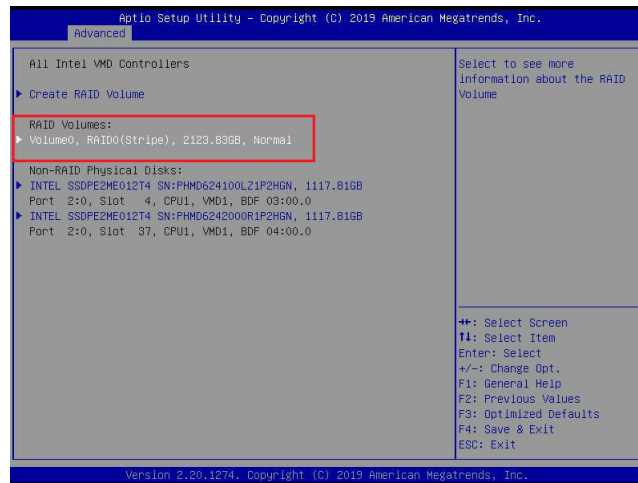 Aptio Setup Utility – Copyright (C) 2019 American Megatrends, Inc.
Advanced
All Intel VMD Controllers
Create RAID Volume
RAID Volumes:
Volume0, RAID0(Stripe), 2123.83GB, Normal
Non-RAID Physical Disks:
INTEL SSDPE2ME012T4 SN:PHMD624100LZ1P2HGN, 1117.81GB
Port 2:0, Slot 4, CPU1, VMD1, BDF 03:00.0
INTEL SSDPE2ME012T4 SN:PHMD6242000R1P2HGN, 1117.81GB
Port 2:0, Slot 37, CPU1, VMD1, BDF 04:00.0
Select to see more
information about the RAID
Volume
→←: Select Screen
↑↓: Select Item
Enter: Select
+/-: Change Opt.
F1: General Help
F2: Previous Values
F3: Optimized Defaults
F4: Save & Exit
ESC: Exit
Version 2.20.1274. Copyright (C) 2019 American Megatrends, Inc.